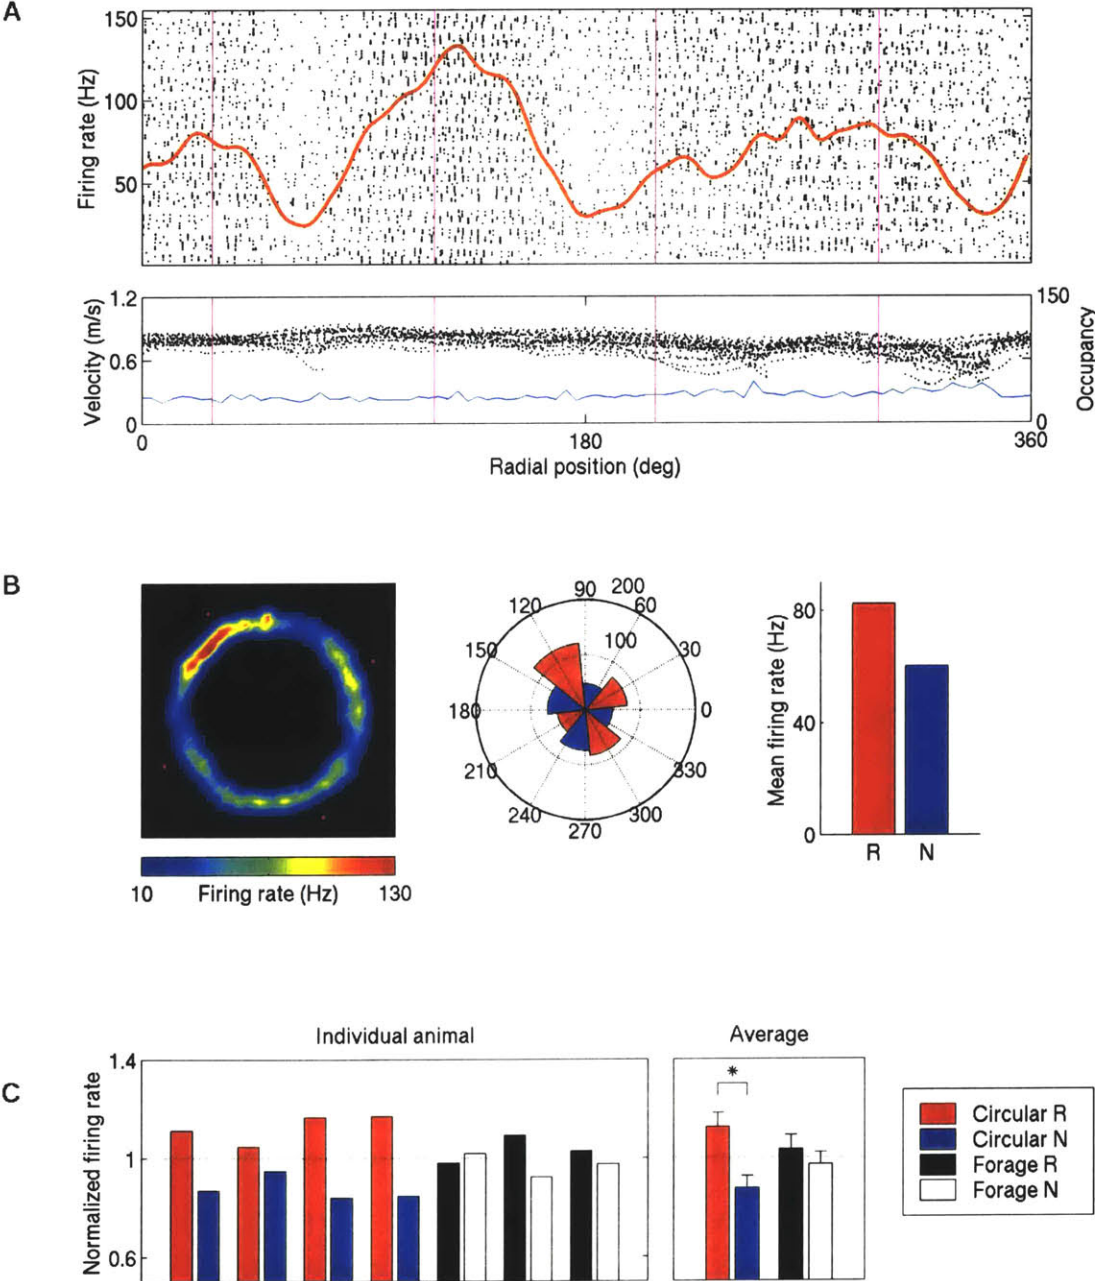 A
150
100
50
Firing rate (Hz)
1.2
0.6
0
Velocity (m/s)
150
0
Occupancy
0 180 360
Radial position (deg)
B
10 Firing rate (Hz) 130
90 200
120 60
100
150 30
180 0
210 330
240 300
270
80
40
0
Mean firing rate (Hz)
R N
Individual animal Average
C
1.4
1
0.6
Normalized firing rate
*
Circular R
Circular N
Forage R
Forage N